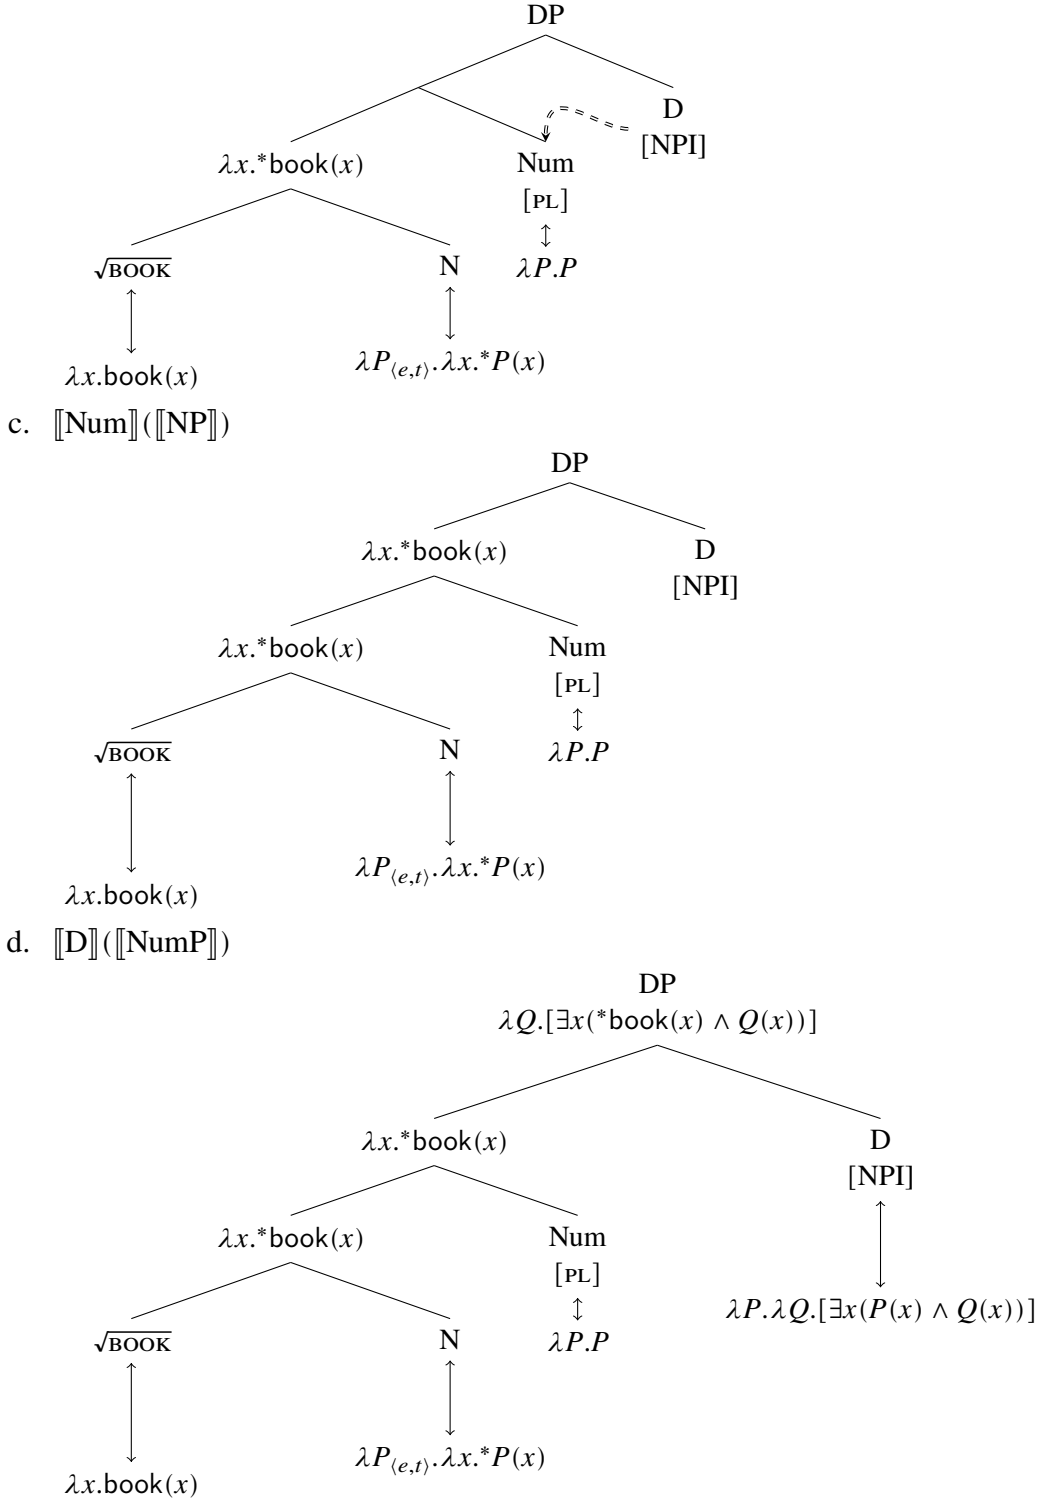 DP
D
[NPI]
λx.*book(x)
Num
[PL]
√BOOK
N
λP.P
λx.book(x)
λP⟨e,t⟩.λx.*P(x)
c. ⟦Num⟧(⟦NP⟧)
DP
λx.*book(x)
D
[NPI]
λx.*book(x)
Num
[PL]
√BOOK
N
λP.P
λx.book(x)
λP⟨e,t⟩.λx.*P(x)
d. ⟦D⟧(⟦NumP⟧)
DP
λQ.[∃x(*book(x) ∧ Q(x))]
λx.*book(x)
D
[NPI]
λx.*book(x)
Num
[PL]
λP.λQ.[∃x(P(x) ∧ Q(x))]
√BOOK
N
λP.P
λx.book(x)
λP⟨e,t⟩.λx.*P(x)